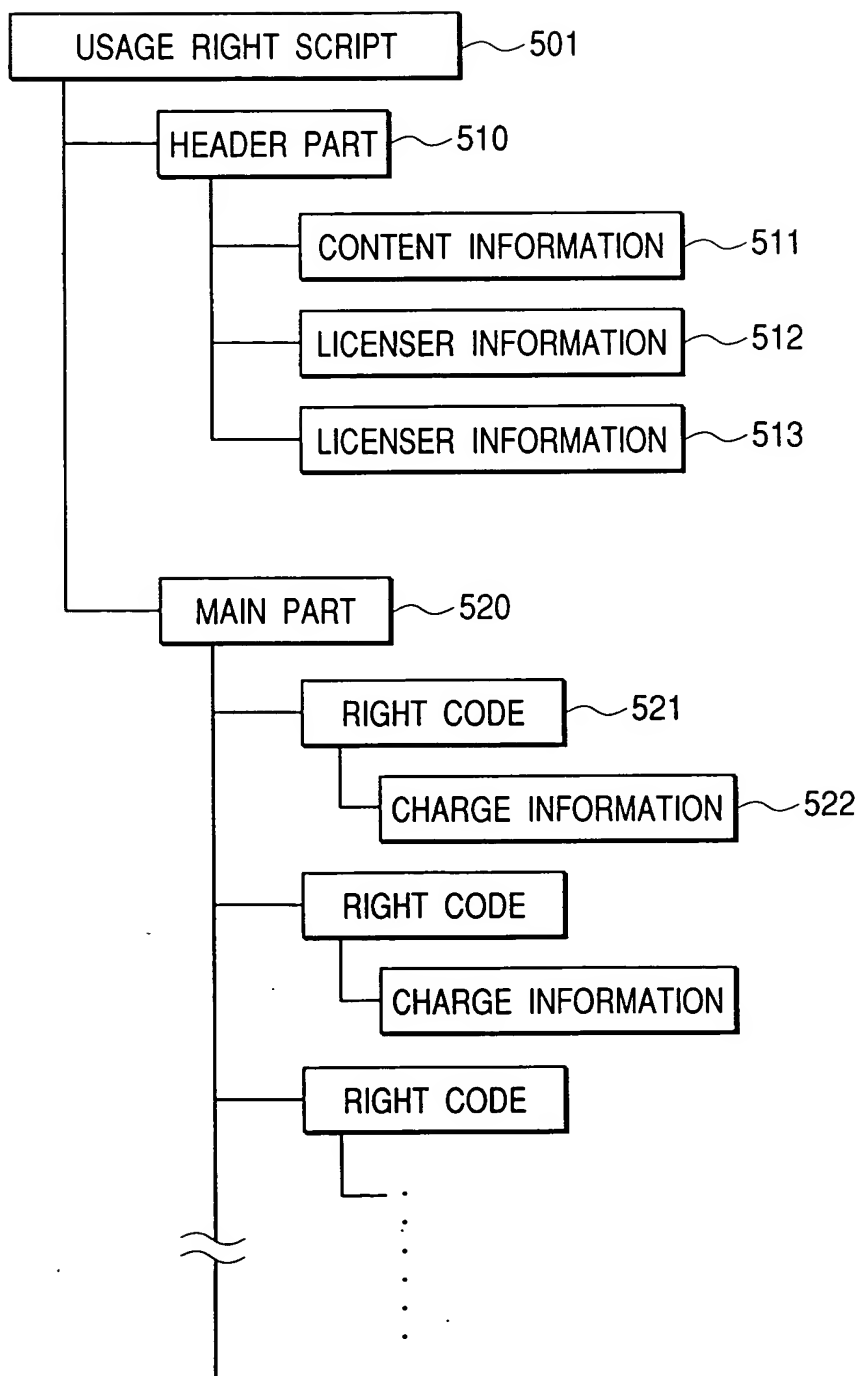 USAGE RIGHT SCRIPT 501
HEADER PART 510
CONTENT INFORMATION 511
LICENSER INFORMATION 512
LICENSER INFORMATION 513
MAIN PART 520
RIGHT CODE 521
CHARGE INFORMATION 522
RIGHT CODE
CHARGE INFORMATION
RIGHT CODE